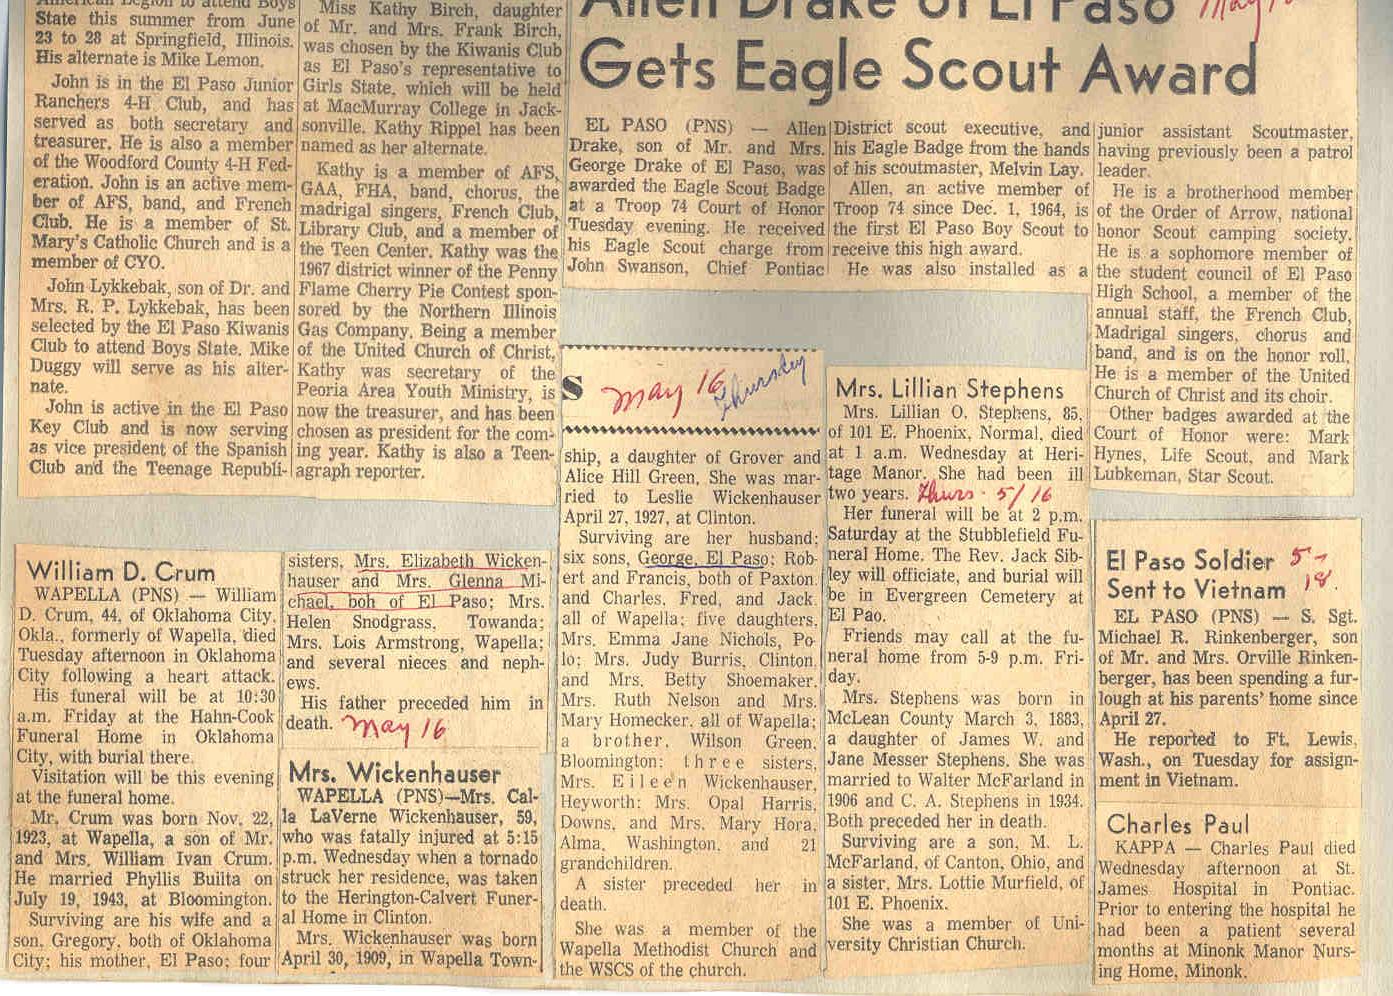 American Legion to attend Boys
State this summer from June
23 to 28 at Springfield, Illinois.
His alternate is Mike Lemon.
John is in the El Paso Junior
Ranchers 4-H Club, and has
served as both secretary and
treasurer. He is also a member
of the Woodford County 4-H Fed-
eration. John is an active mem-
ber of AFS, band, and French
Club. He is a member of St.
Mary's Catholic Church and is a
member of CYO.
John Lykkebak, son of Dr. and
Mrs. R. P. Lykkebak, has been
selected by the El Paso Kiwanis
Club to attend Boys State. Mike
Duggy will serve as his alter-
nate.
John is active in the El Paso
Key Club and is now serving
as vice president of the Spanish
Club and the Teenage Republi-
Miss Kathy Birch, daughter
of Mr. and Mrs. Frank Birch,
was chosen by the Kiwanis Club
as El Paso's representative to
Girls State, which will be held
at MacMurray College in Jack-
sonville. Kathy Rippel has been
named as her alternate.
Kathy is a member of AFS,
GAA, FHA, band, chorus, the
madrigal singers, French Club,
Library Club, and a member of
the Teen Center. Kathy was the
1967 district winner of the Penny
Flame Cherry Pie Contest spon-
sored by the Northern Illinois
Gas Company. Being a member
of the United Church of Christ,
Kathy was secretary of the
Peoria Area Youth Ministry, is
now the treasurer, and has been
chosen as president for the com-
ing year. Kathy is also a Teen-
agraph reporter.
Allen Drake of El Paso
Gets Eagle Scout Award
May
EL PASO (PNS) — Allen
Drake, son of Mr. and Mrs.
George Drake of El Paso, was
awarded the Eagle Scout Badge
at a Troop 74 Court of Honor
Tuesday evening. He received
his Eagle Scout charge from
John Swanson, Chief Pontiac
District scout executive, and
his Eagle Badge from the hands
of his scoutmaster, Melvin Lay.
Allen, an active member of
Troop 74 since Dec. 1, 1964, is
the first El Paso Boy Scout to
receive this high award.
He was also installed as a
junior assistant Scoutmaster,
having previously been a patrol
leader.
He is a brotherhood member
of the Order of Arrow, national
honor Scout camping society.
He is a sophomore member of
the student council of El Paso
High School, a member of the
annual staff, the French Club,
Madrigal singers, chorus and
band, and is on the honor roll.
He is a member of the United
Church of Christ and its choir.
Other badges awarded at the
Court of Honor were: Mark
Hynes, Life Scout, and Mark
Lubkeman, Star Scout.
William D. Crum
WAPELLA (PNS) — William
D. Crum, 44, of Oklahoma City,
Okla., formerly of Wapella, died
Tuesday afternoon in Oklahoma
City following a heart attack.
His funeral will be at 10:30
a.m. Friday at the Hahn-Cook
Funeral Home in Oklahoma
City, with burial there.
Visitation will be this evening
at the funeral home.
Mr. Crum was born Nov. 22,
1923, at Wapella, a son of Mr.
and Mrs. William Ivan Crum.
He married Phyllis Builta on
July 19, 1943, at Bloomington.
Surviving are his wife and a
son, Gregory, both of Oklahoma
City; his mother, El Paso; four
sisters, Mrs. Elizabeth Wicken-
hauser and Mrs. Glenna Mi-
chael, boh of El Paso; Mrs.
Helen Snodgrass, Towanda;
Mrs. Lois Armstrong, Wapella;
and several nieces and neph-
ews.
His father preceded him in
death. May 16
Mrs. Wickenhauser
WAPELLA (PNS)—Mrs. Cal-
la LaVerne Wickenhauser, 59,
who was fatally injured at 5:15
p.m. Wednesday when a tornado
struck her residence, was taken
to the Herington-Calvert Funer-
al Home in Clinton.
Mrs. Wickenhauser was born
April 30, 1909, in Wapella Town-
S May 16 Thursday
ship, a daughter of Grover and
Alice Hill Green. She was mar-
ried to Leslie Wickenhauser
April 27, 1927, at Clinton.
Surviving are her husband;
six sons, George, El Paso; Rob-
ert and Francis, both of Paxton.
and Charles, Fred, and Jack,
all of Wapella; five daughters,
Mrs. Emma Jane Nichols, Po-
lo; Mrs. Judy Burris, Clinton,
and Mrs. Betty Shoemaker,
Mrs. Ruth Nelson and Mrs.
Mary Homecker, all of Wapella;
a brother, Wilson Green,
Bloomington; three sisters,
Mrs. Eileen Wickenhauser,
Heyworth; Mrs. Opal Harris,
Downs, and Mrs. Mary Hora,
Alma, Washington, and 21
grandchildren.
A sister preceded her in
death.
She was a member of the
Wapella Methodist Church and
the WSCS of the church.
Mrs. Lillian Stephens
Mrs. Lillian O. Stephens, 85,
of 101 E. Phoenix, Normal, died
at 1 a.m. Wednesday at Heri-
tage Manor. She had been ill
two years. Thurs. 5/16
Her funeral will be at 2 p.m.
Saturday at the Stubblefield Fu-
neral Home. The Rev. Jack Sib-
ley will officiate, and burial will
be in Evergreen Cemetery at
El Pao.
Friends may call at the fu-
neral home from 5-9 p.m. Fri-
day.
Mrs. Stephens was born in
McLean County March 3, 1883,
a daughter of James W. and
Jane Messer Stephens. She was
married to Walter McFarland in
1906 and C. A. Stephens in 1934.
Both preceded her in death.
Surviving are a son, M. L.
McFarland, of Canton, Ohio, and
a sister, Mrs. Lottie Murfield, of
101 E. Phoenix.
She was a member of Uni-
versity Christian Church.
El Paso Soldier 5-
Sent to Vietnam 18.
EL PASO (PNS) — S. Sgt.
Michael R. Rinkenberger, son
of Mr. and Mrs. Orville Rinken-
berger, has been spending a fur-
lough at his parents' home since
April 27.
He reported to Ft. Lewis,
Wash., on Tuesday for assign-
ment in Vietnam.
Charles Paul
KAPPA — Charles Paul died
Wednesday afternoon at St.
James Hospital in Pontiac.
Prior to entering the hospital he
had been a patient several
months at Minonk Manor Nurs-
ing Home, Minonk.